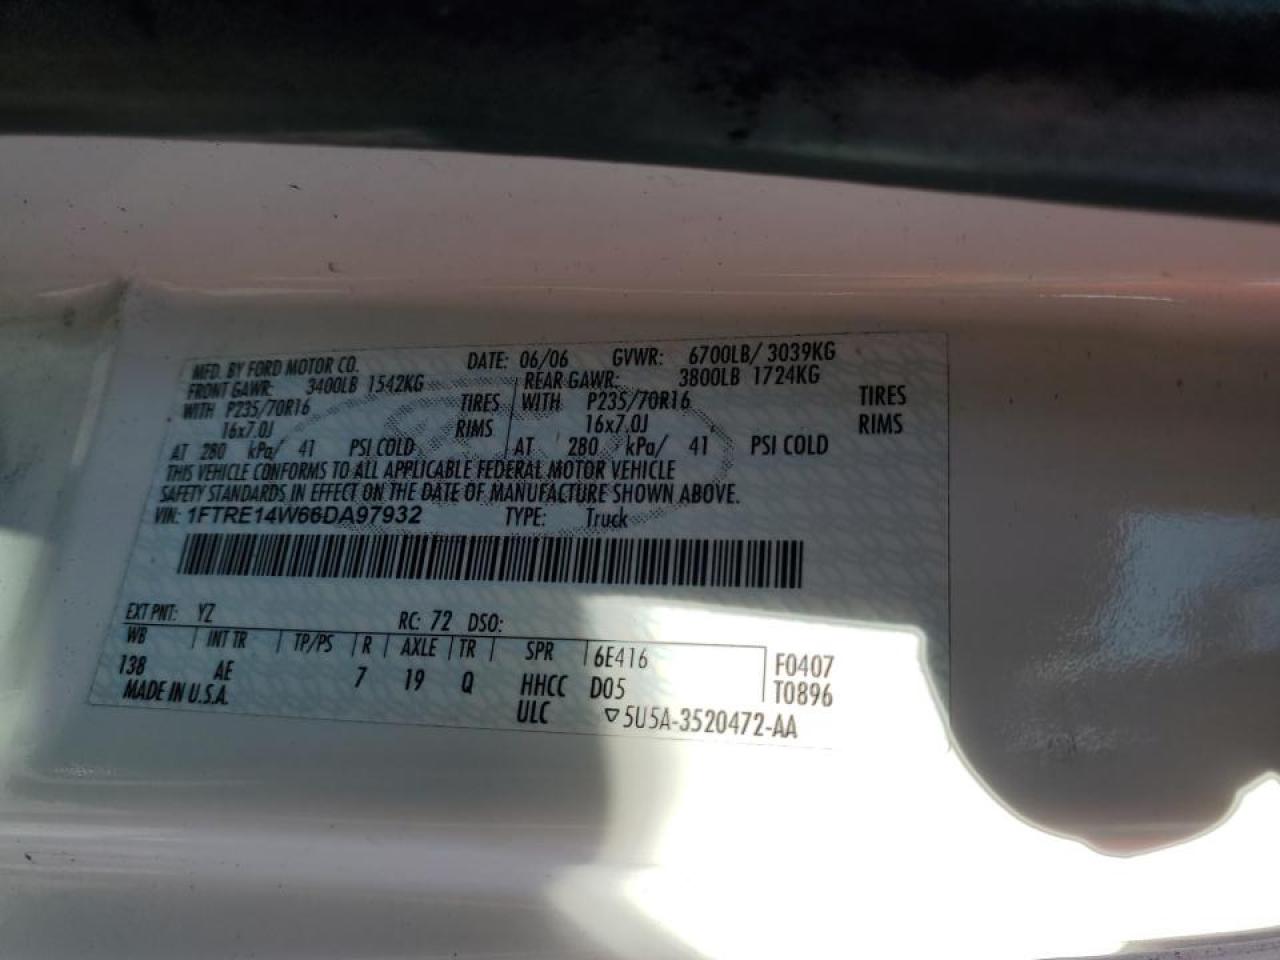 MFD. BY FORD MOTOR CO. DATE: 06/06 GVWR: 6700LB/ 3039KG
FRONT GAWR: 3400LB 1542KG REAR GAWR: 3800LB 1724KG
WITH P235/70R16 TIRES WITH P235/70R16 TIRES
16x7.0J RIMS 16x7.0J RIMS
AT 280 kPa/ 41 PSI COLD AT 280 kPa/ 41 PSI COLD
THIS VEHICLE CONFORMS TO ALL APPLICABLE FEDERAL MOTOR VEHICLE
SAFETY STANDARDS IN EFFECT ON THE DATE OF MANUFACTURE SHOWN ABOVE.
VIN: 1FTRE14W66DA97932 TYPE: Truck
EXT PNT: YZ RC: 72 DSO:
WB INT TR TP/PS R AXLE TR SPR 6E416 F0407
138 AE 7 19 Q HHCC D05 T0896
MADE IN U.S.A. ULC ▽5U5A-3520472-AA